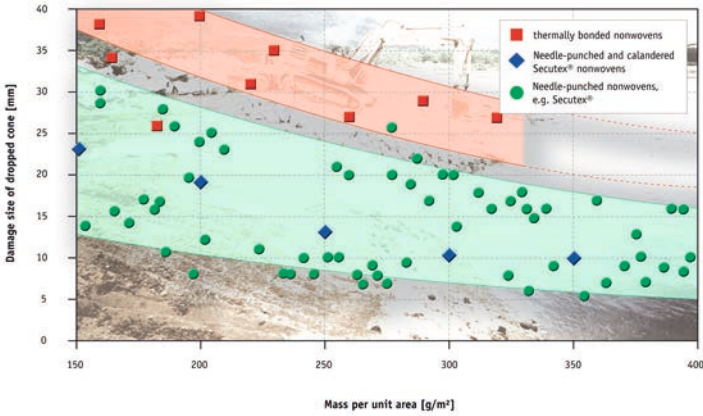 40
35
30
25
20
15
10
5
0
Damage size of dropped cone [mm]
thermally bonded nonwovens
Needle-punched and calandered
Secutex® nonwovens
Needle-punched nonwovens,
e.g. Secutex®
150
200
250
300
350
400
Mass per unit area [g/m²]